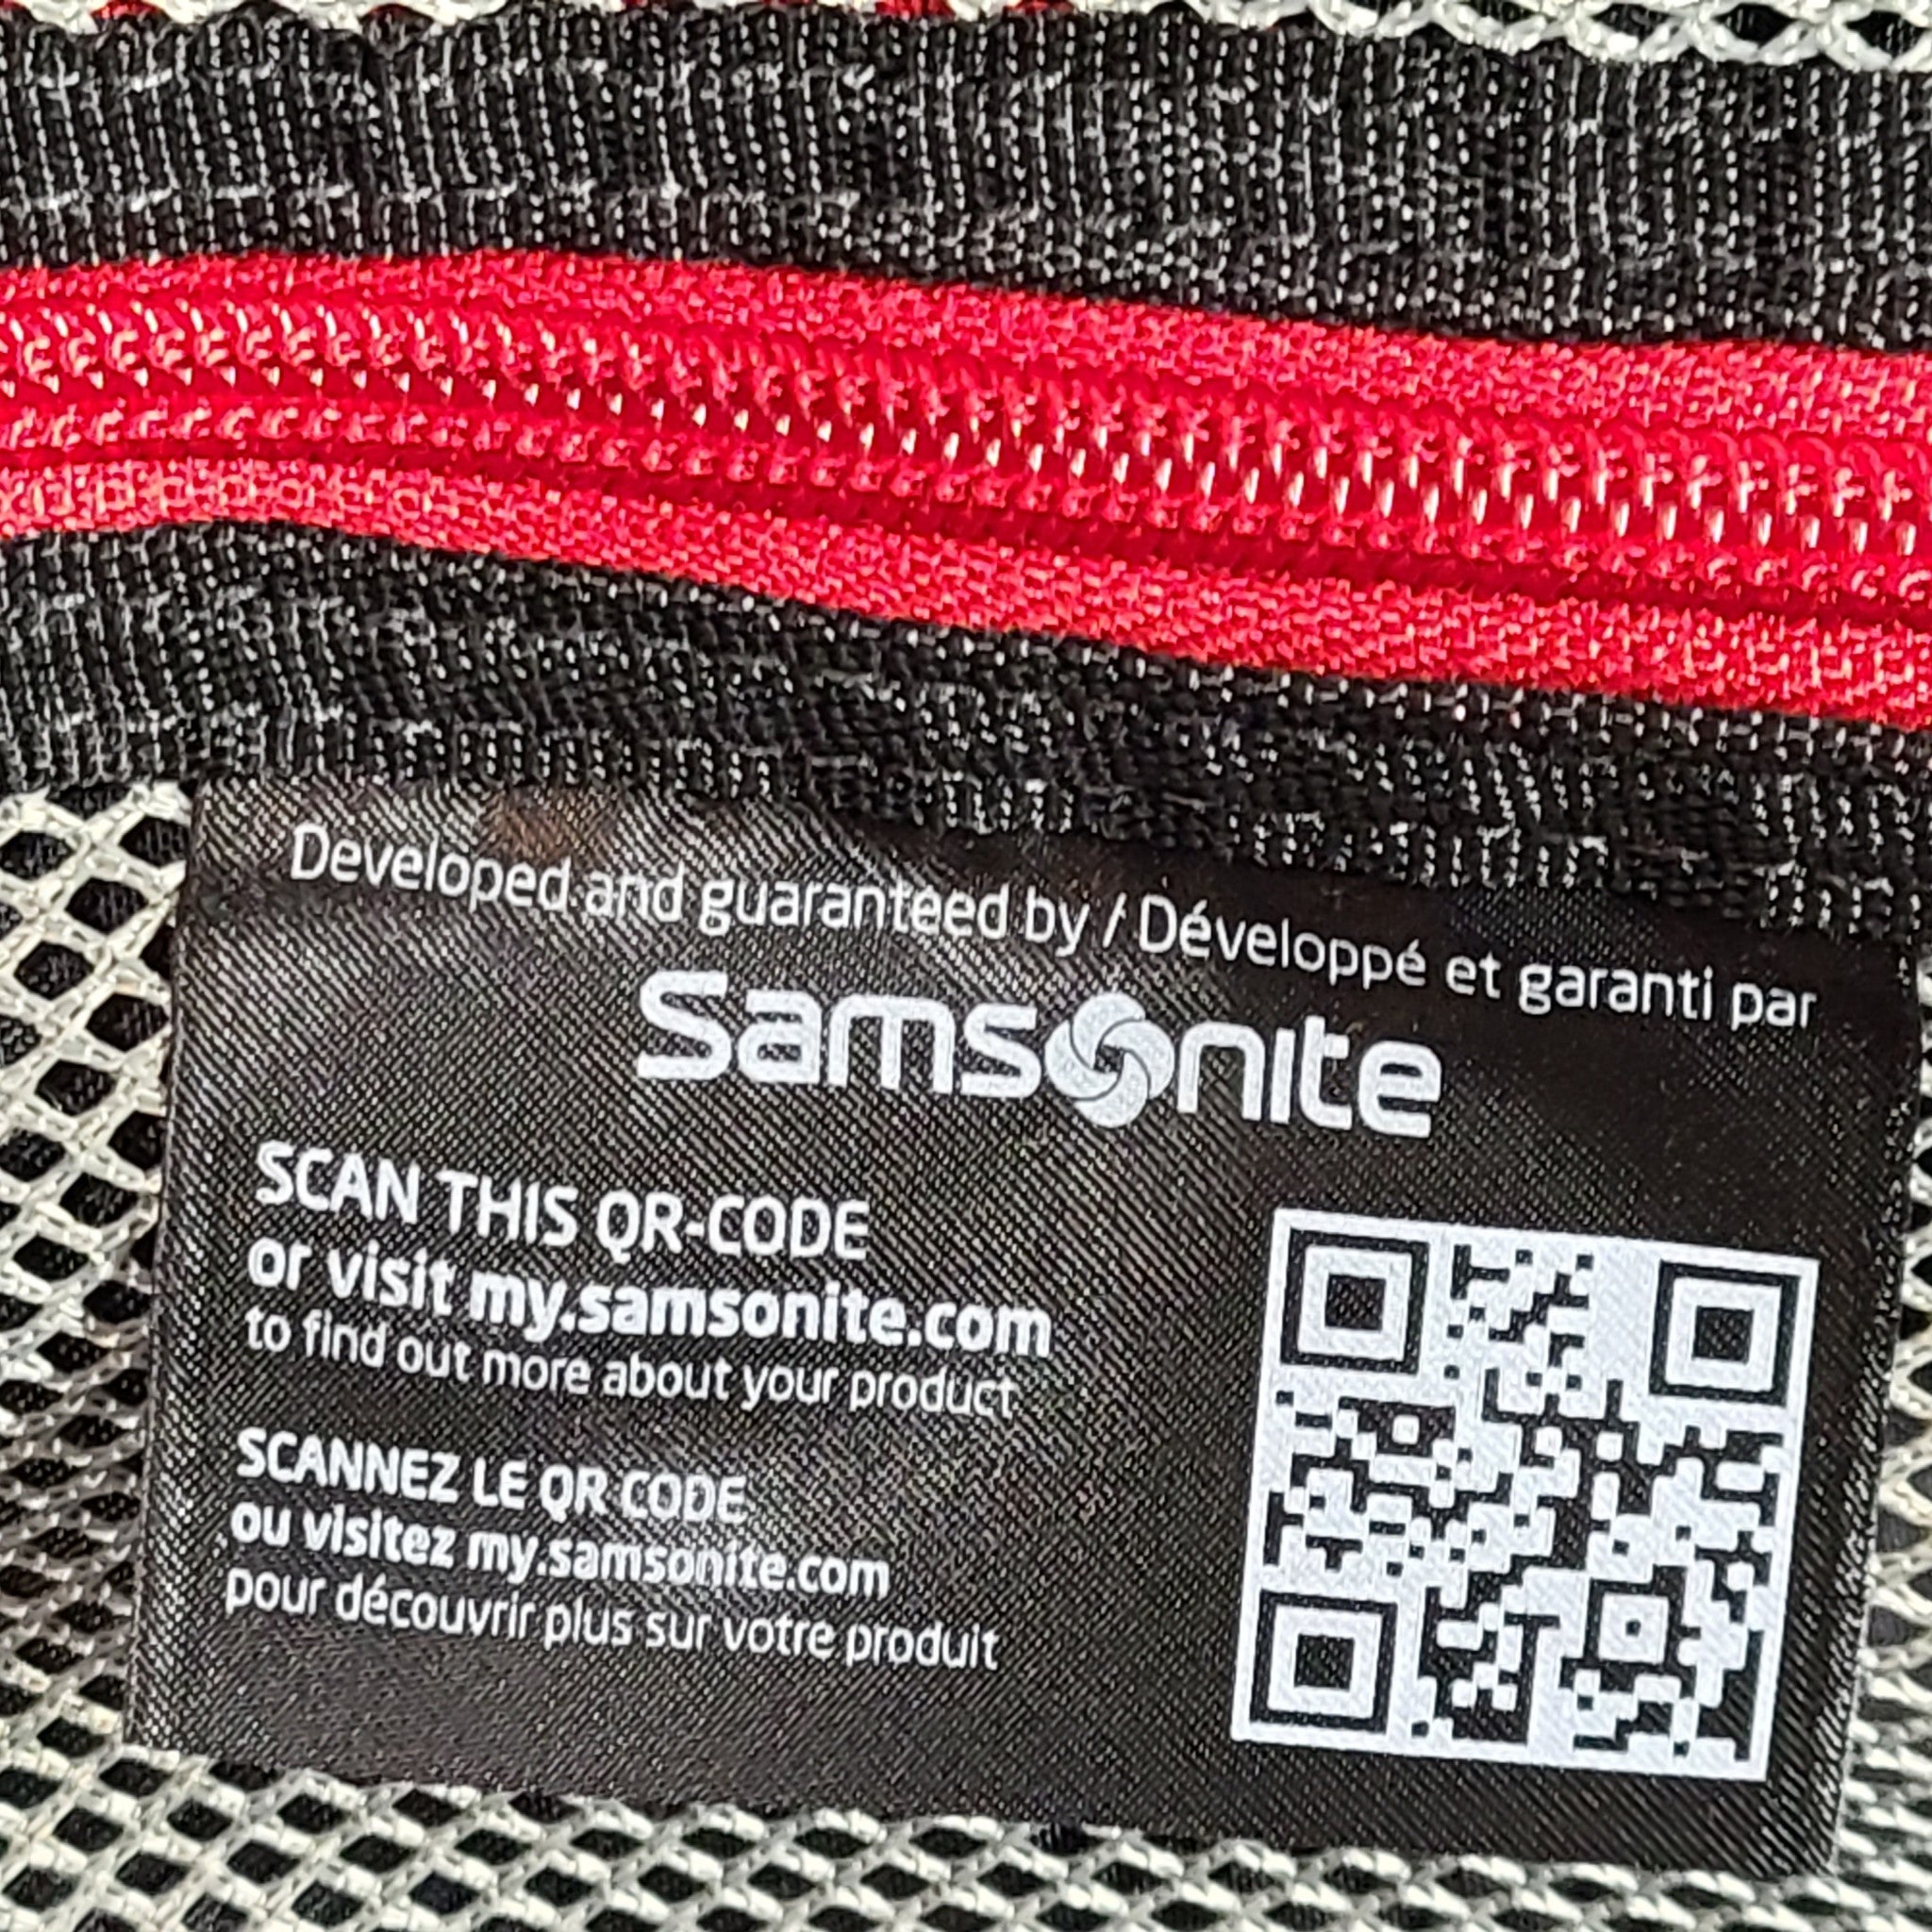 Developed and guaranteed by / Développé et garanti par
Samsonite
SCAN THIS QR-CODE
or visit my.samsonite.com
to find out more about your product
SCANNEZ LE QR CODE
ou visitez my.samsonite.com
pour découvrir plus sur votre produit